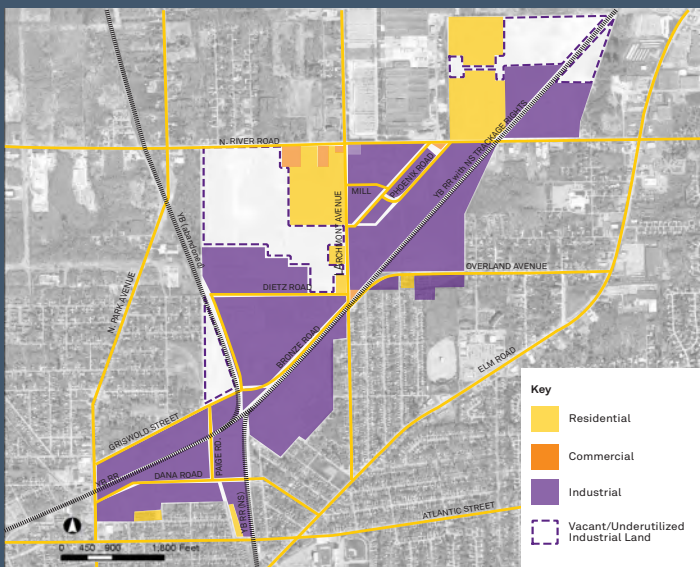 N. RIVER ROAD
PHOENIX ROAD
YB RR with NS TRACKAGE RIGHTS
MILL
LARCHMONT AVENUE
YB (abandoned)
OVERLAND AVENUE
DIETZ ROAD
N. PARK AVENUE
BRONZE ROAD
ELM ROAD
GRISWOLD STREET
PAIGE RD.
YB RR
DANA ROAD
YB RR (NS)
ATLANTIC STREET
0 450 900 1,800 Feet
Key
Residential
Commercial
Industrial
Vacant/Underutilized
Industrial Land